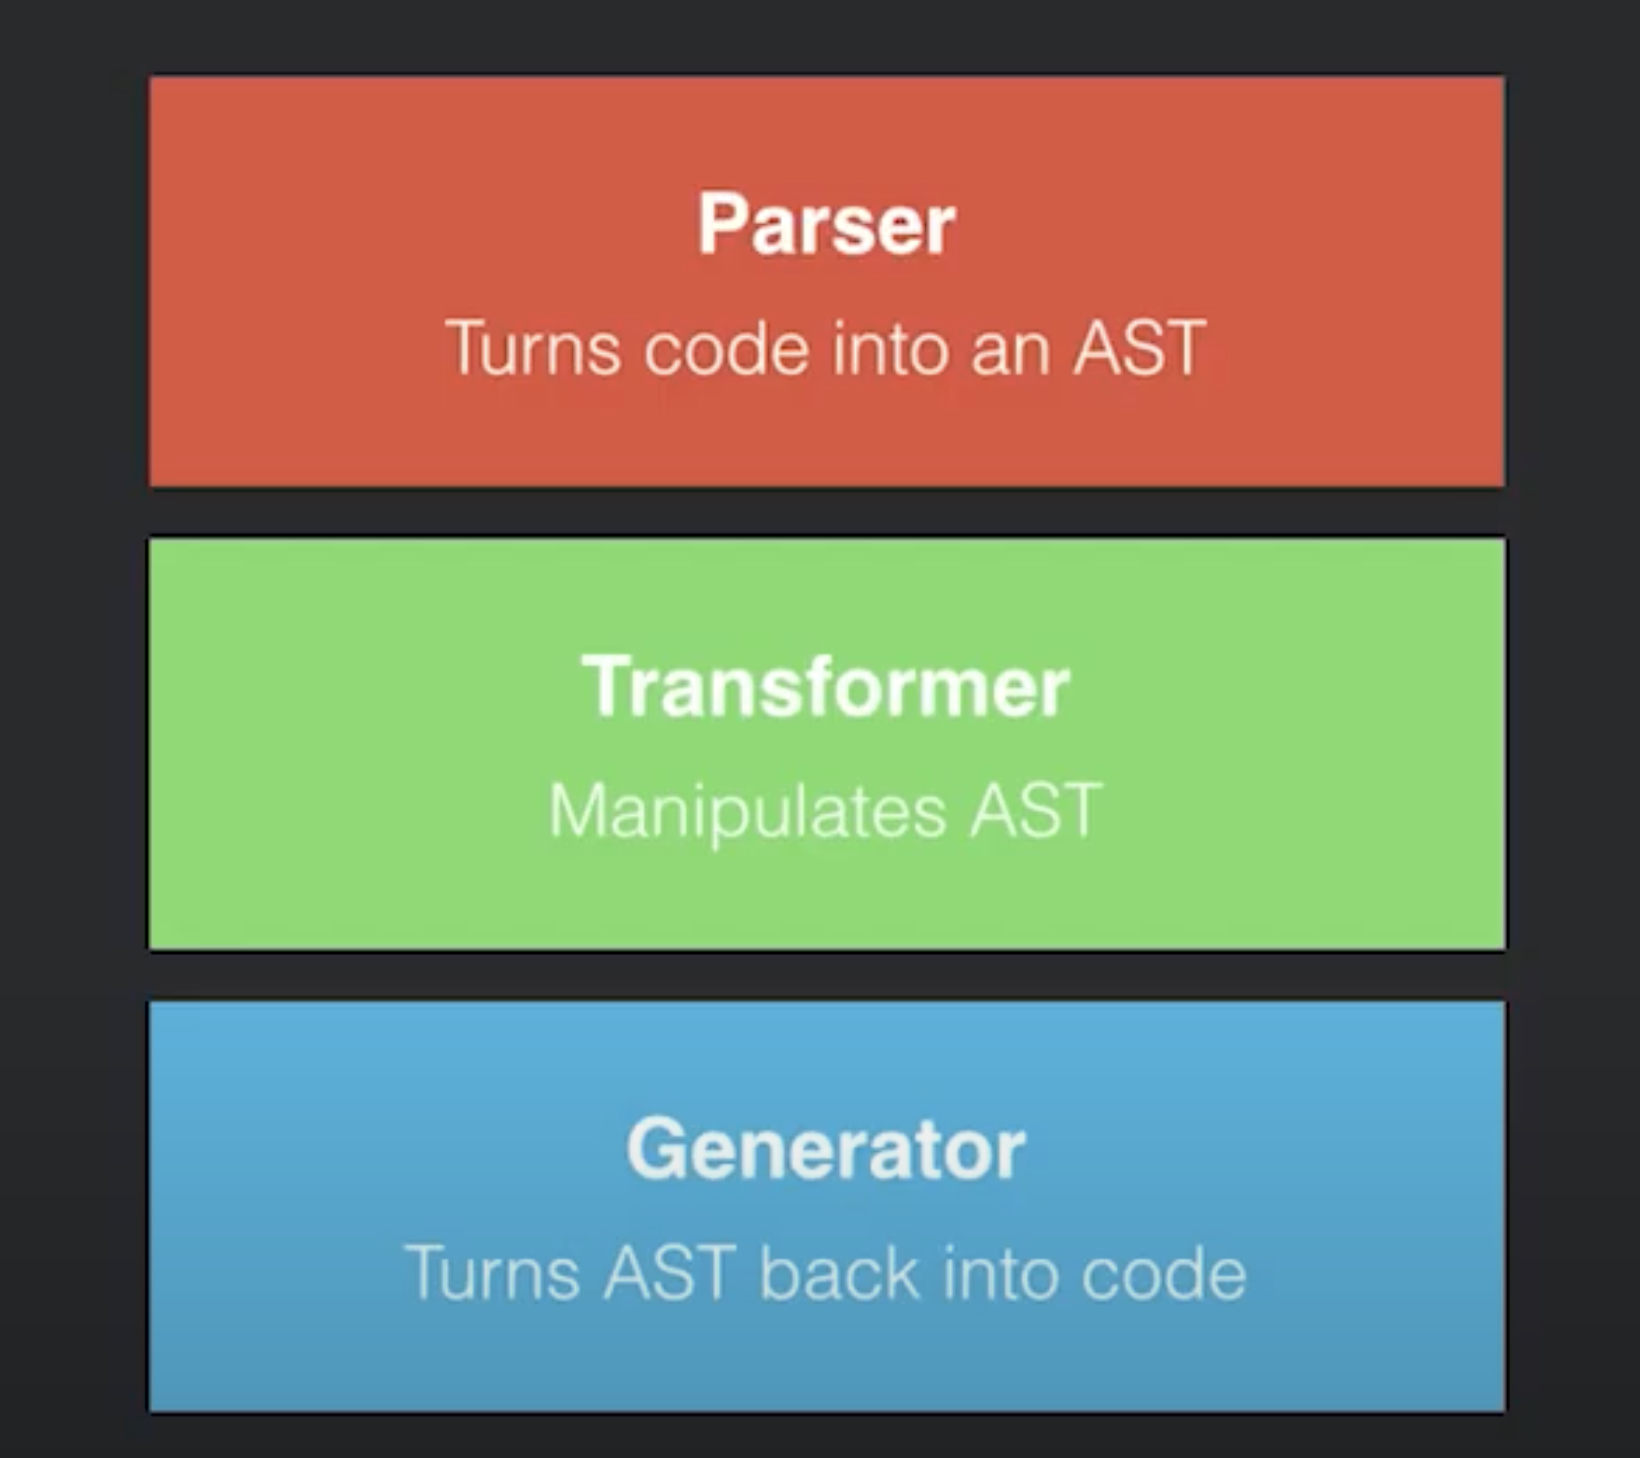 Parser
Turns code into an AST
Transformer
Manipulates AST
Generator
Turns AST back into code